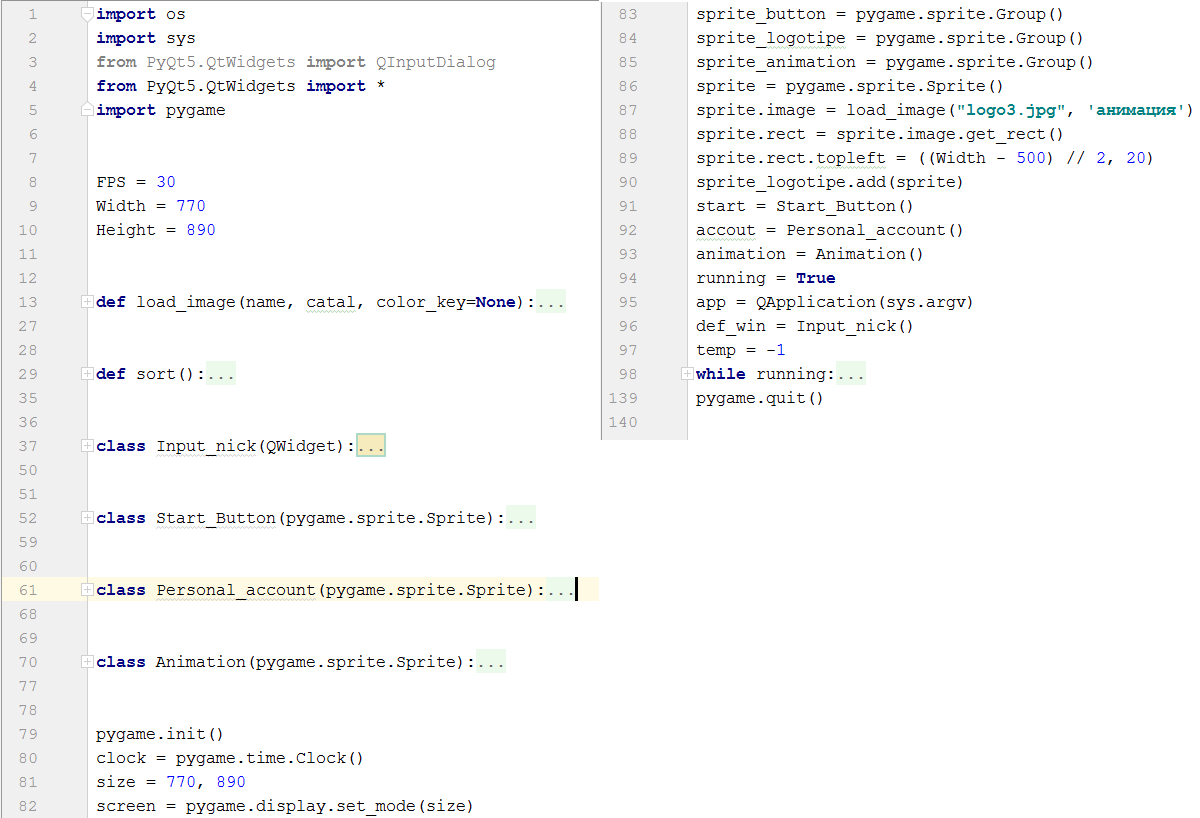 1 import os
2 import sys
3 from PyQt5.QtWidgets import QInputDialog
4 from PyQt5.QtWidgets import *
5 import pygame
6
7
8 FPS = 30
9 Width = 770
10 Height = 890
11
12
13 def load_image(name, catal, color_key=None):...
27
28
29 def sort():...
35
36
37 class Input_nick(QWidget):...
50
51
52 class Start_Button(pygame.sprite.Sprite):...
59
60
61 class Personal_account(pygame.sprite.Sprite):...
68
69
70 class Animation(pygame.sprite.Sprite):...
77
78
79 pygame.init()
80 clock = pygame.time.Clock()
81 size = 770, 890
82 screen = pygame.display.set_mode(size)
83 sprite_button = pygame.sprite.Group()
84 sprite_logotipe = pygame.sprite.Group()
85 sprite_animation = pygame.sprite.Group()
86 sprite = pygame.sprite.Sprite()
87 sprite.image = load_image("logo3.jpg", 'анимация')
88 sprite.rect = sprite.image.get_rect()
89 sprite.rect.topleft = ((Width - 500) // 2, 20)
90 sprite_logotipe.add(sprite)
91 start = Start_Button()
92 accout = Personal_account()
93 animation = Animation()
94 running = True
95 app = QApplication(sys.argv)
96 def_win = Input_nick()
97 temp = -1
98 while running:...
139 pygame.quit()
140